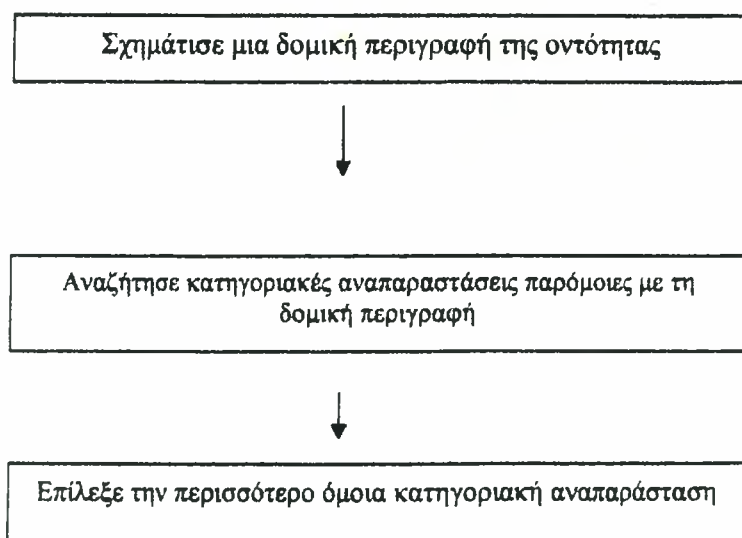 Σχημάτισε μια δομική περιγραφή της οντότητας
Αναζήτησε κατηγοριακές αναπαραστάσεις παρόμοιες με τη
δομική περιγραφή
Επίλεξε την περισσότερο όμοια κατηγοριακή αναπαράσταση